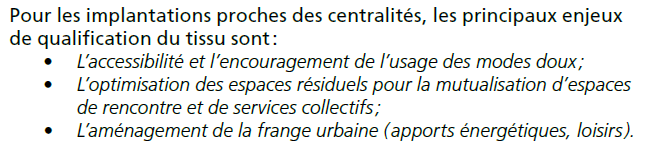 Pour les implantations proches des centralités, les principaux enjeux
de qualification du tissu sont :
• L’accessibilité et l’encouragement de l’usage des modes doux ;
• L’optimisation des espaces résiduels pour la mutualisation d’espaces
de rencontre et de services collectifs ;
• L’aménagement de la frange urbaine (apports énergétiques, loisirs).